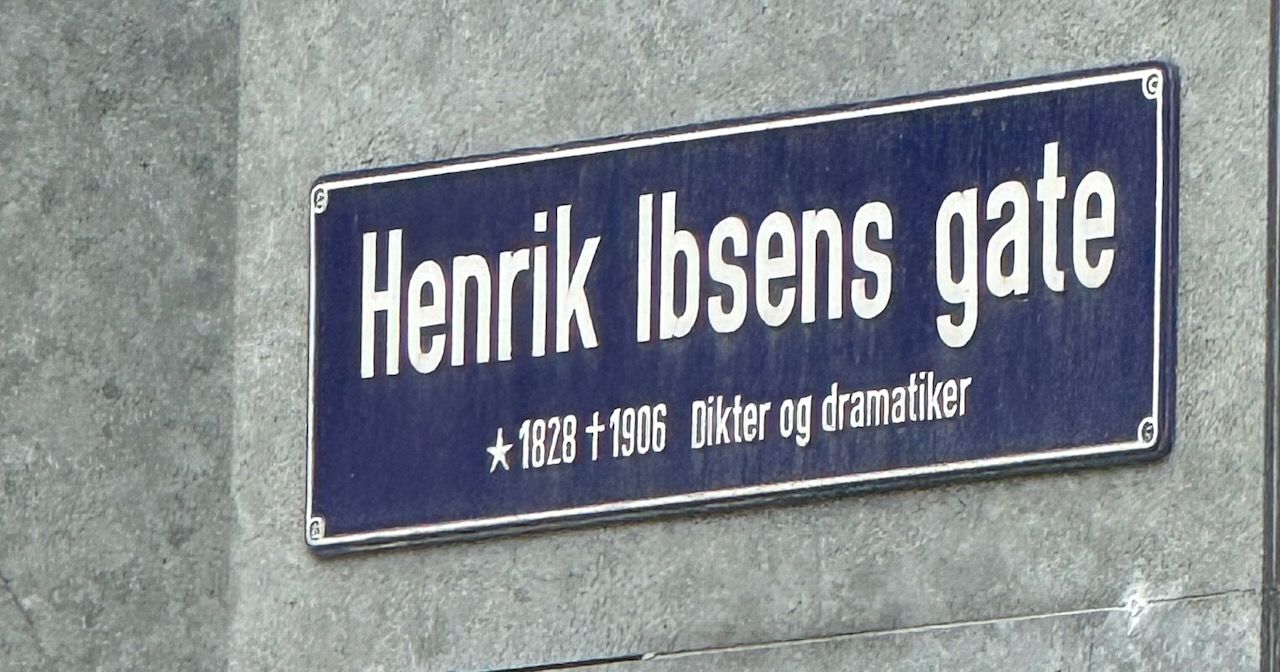 Henrik Ibsens gate
★1828 †1906 Dikter og dramatiker